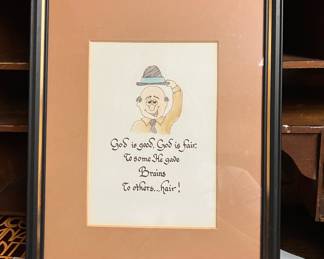 God is good, God is fair.
To some He gave
Brains
To others...hair!